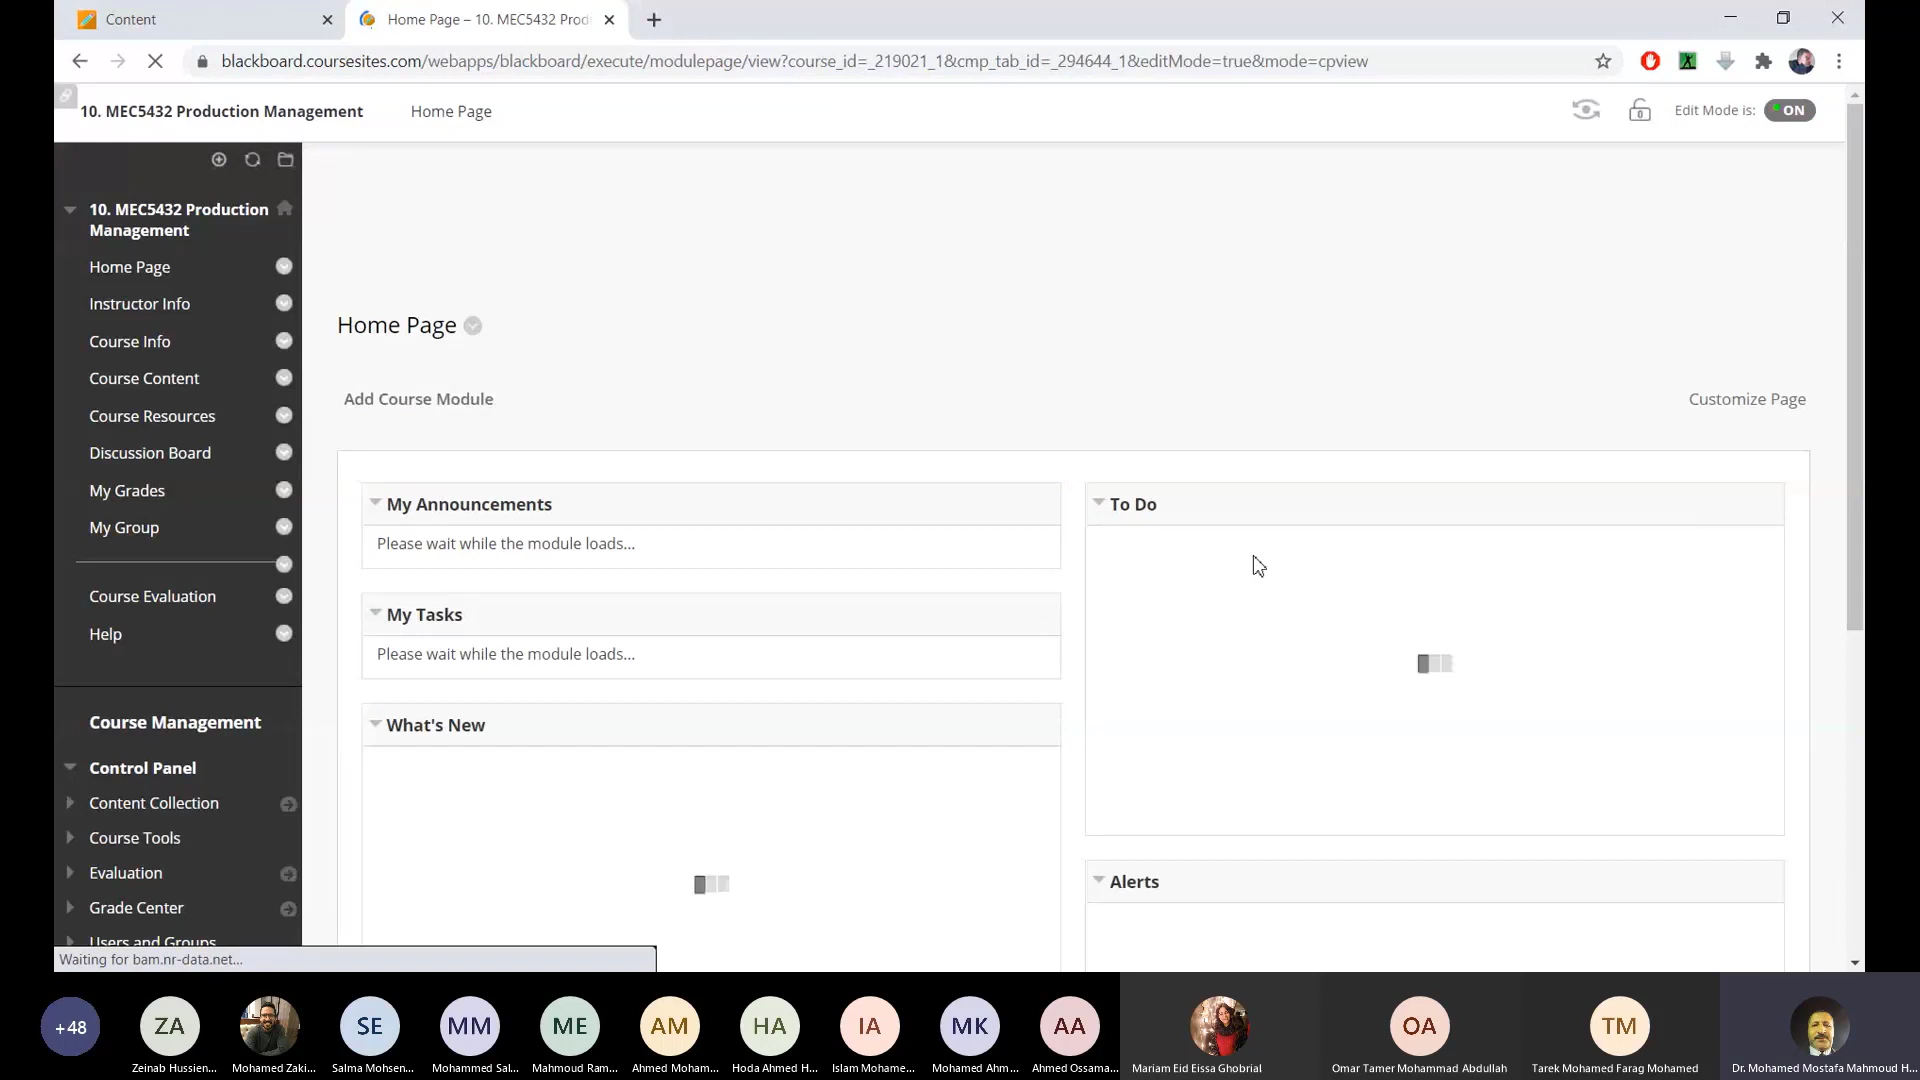 Content
Home Page – 10. MEC5432 Prod
blackboard.coursesites.com/webapps/blackboard/execute/modulepage/view?course_id=_219021_1&cmp_tab_id=_294644_1&editMode=true&mode=cpview
10. MEC5432 Production Management
Home Page
Edit Mode is:
ON
10. MEC5432 Production
Management
Home Page
Instructor Info
Course Info
Course Content
Course Resources
Discussion Board
My Grades
My Group
Course Evaluation
Help
Course Management
Control Panel
Content Collection
Course Tools
Evaluation
Grade Center
Users and Groups
Home Page
Add Course Module
Customize Page
My Announcements
Please wait while the module loads...
My Tasks
Please wait while the module loads...
What's New
To Do
Alerts
Waiting for bam.nr-data.net...
+48
ZA
SE
MM
ME
AM
HA
IA
MK
AA
OA
TM
Zeinab Hussien...
Mohamed Zaki...
Salma Mohsen...
Mohammed Sal...
Mahmoud Ram...
Ahmed Moham...
Hoda Ahmed H...
Islam Mohame...
Mohamed Ahm...
Ahmed Ossama...
Mariam Eid Eissa Ghobrial
Omar Tamer Mohammad Abdullah
Tarek Mohamed Farag Mohamed
Dr. Mohamed Mostafa Mahmoud H...